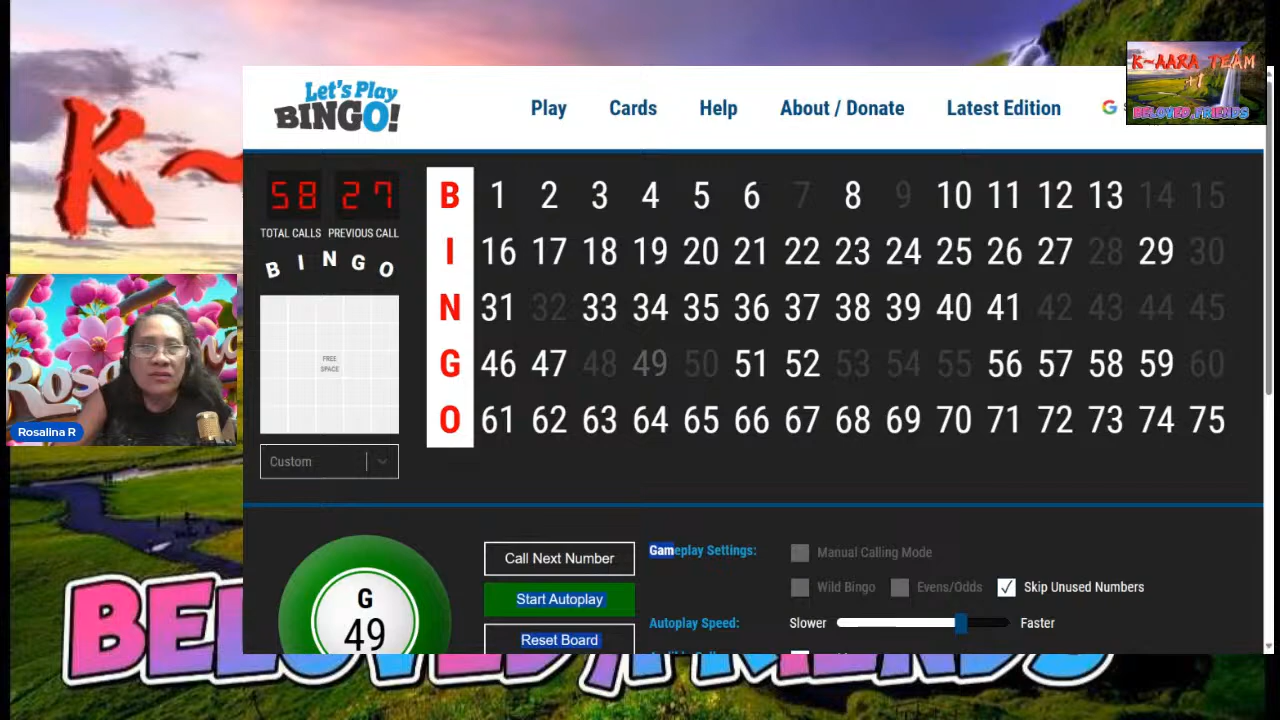 K~
K~AARA TEAM
+1
BELOVED,FRIENDS
Let's Play
BINGO!
Play
Cards
Help
About / Donate
Latest Edition
G
58
27
TOTAL CALLS
PREVIOUS CALL
B I N G O
FREE
SPACE
Custom
B 1 2 3 4 5 6 7 8 9 10 11 12 13 14 15
I 16 17 18 19 20 21 22 23 24 25 26 27 28 29 30
N 31 32 33 34 35 36 37 38 39 40 41 42 43 44 45
G 46 47 48 49 50 51 52 53 54 55 56 57 58 59 60
O 61 62 63 64 65 66 67 68 69 70 71 72 73 74 75
Rosalina R
G
49
Call Next Number
Start Autoplay
Reset Board
Gameplay Settings:
Manual Calling Mode
Wild Bingo
Evens/Odds
Skip Unused Numbers
Autoplay Speed:
Slower
Faster
BELOVED,FRIENDS